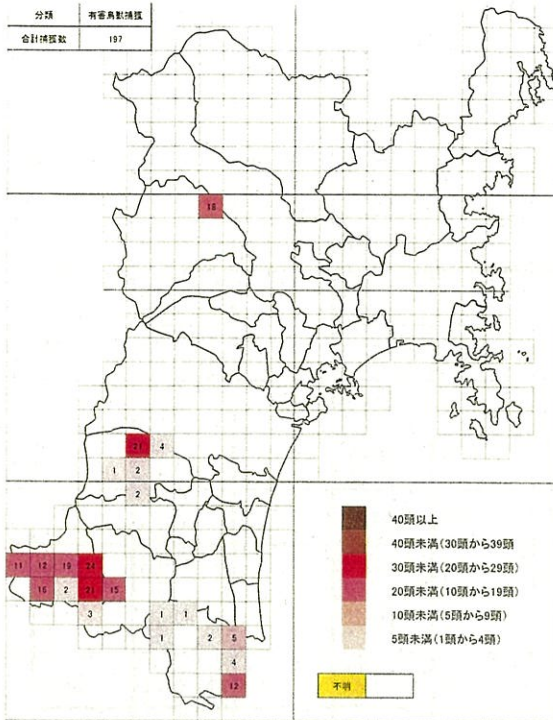 分類 有害鳥獣捕獲
合計捕獲数 197
18
21 4
1 2
2
11 12 19 24
16 2 21 15
3 1 1
1 2 5
4
12
40頭以上
40頭未満(30頭から39頭
30頭未満(20頭から29頭)
20頭未満(10頭から19頭)
10頭未満(5頭から9頭)
5頭未満(1頭から4頭)
不明